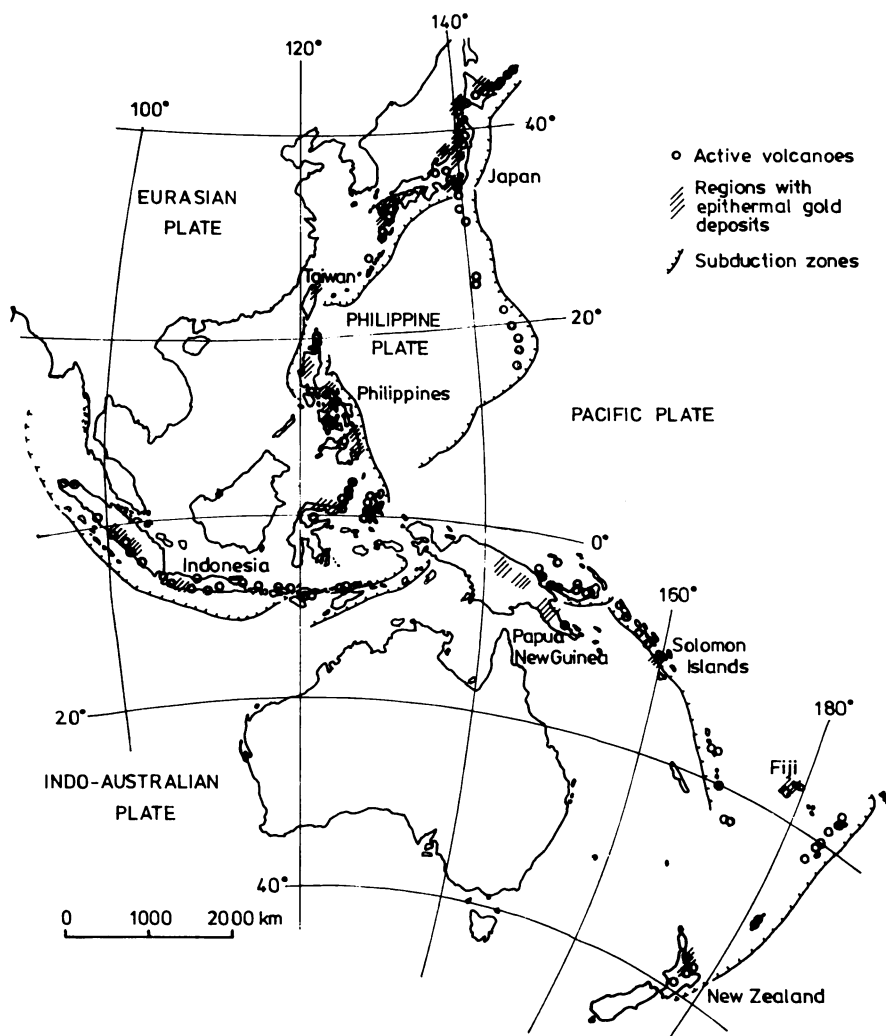 140°
120°
100°
40°
Active volcanoes
Regions with
epithermal gold
deposits
Subduction zones
Japan
EURASIAN
PLATE
Taiwan
PHILIPPINE
PLATE
20°
Philippines
PACIFIC PLATE
0°
Indonesia
160°
Papua
New Guinea
Solomon
Islands
20°
180°
Fiji
INDO-AUSTRALIAN
PLATE
40°
0 1000 2000 km
New Zealand